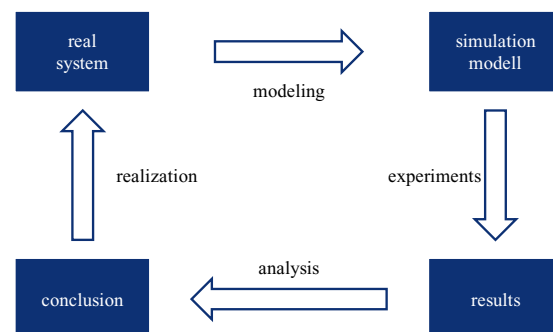 real
system
modeling
simulation
modell
realization
experiments
conclusion
analysis
results